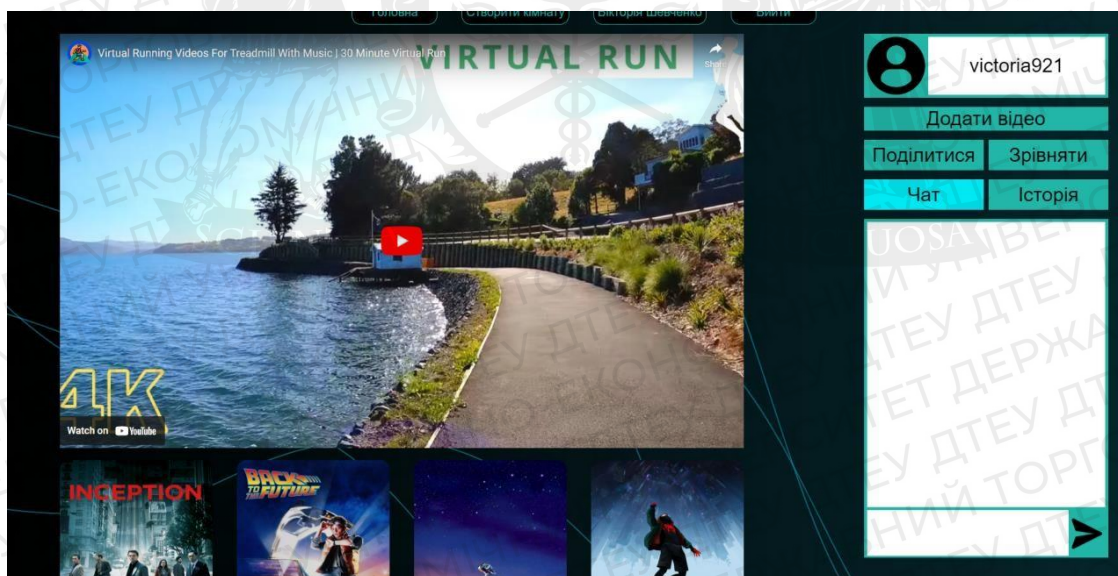 Головна Створити кімнату Вікторія Шевченко Вийти
Virtual Running Videos For Treadmill With Music | 30 Minute Virtual Run
VIRTUAL RUN
Share
4K
Watch on YouTube
INCEPTION
BACK TO THE FUTURE
victoria921
Додати відео
Поділитися Зрівняти
Чат Історія